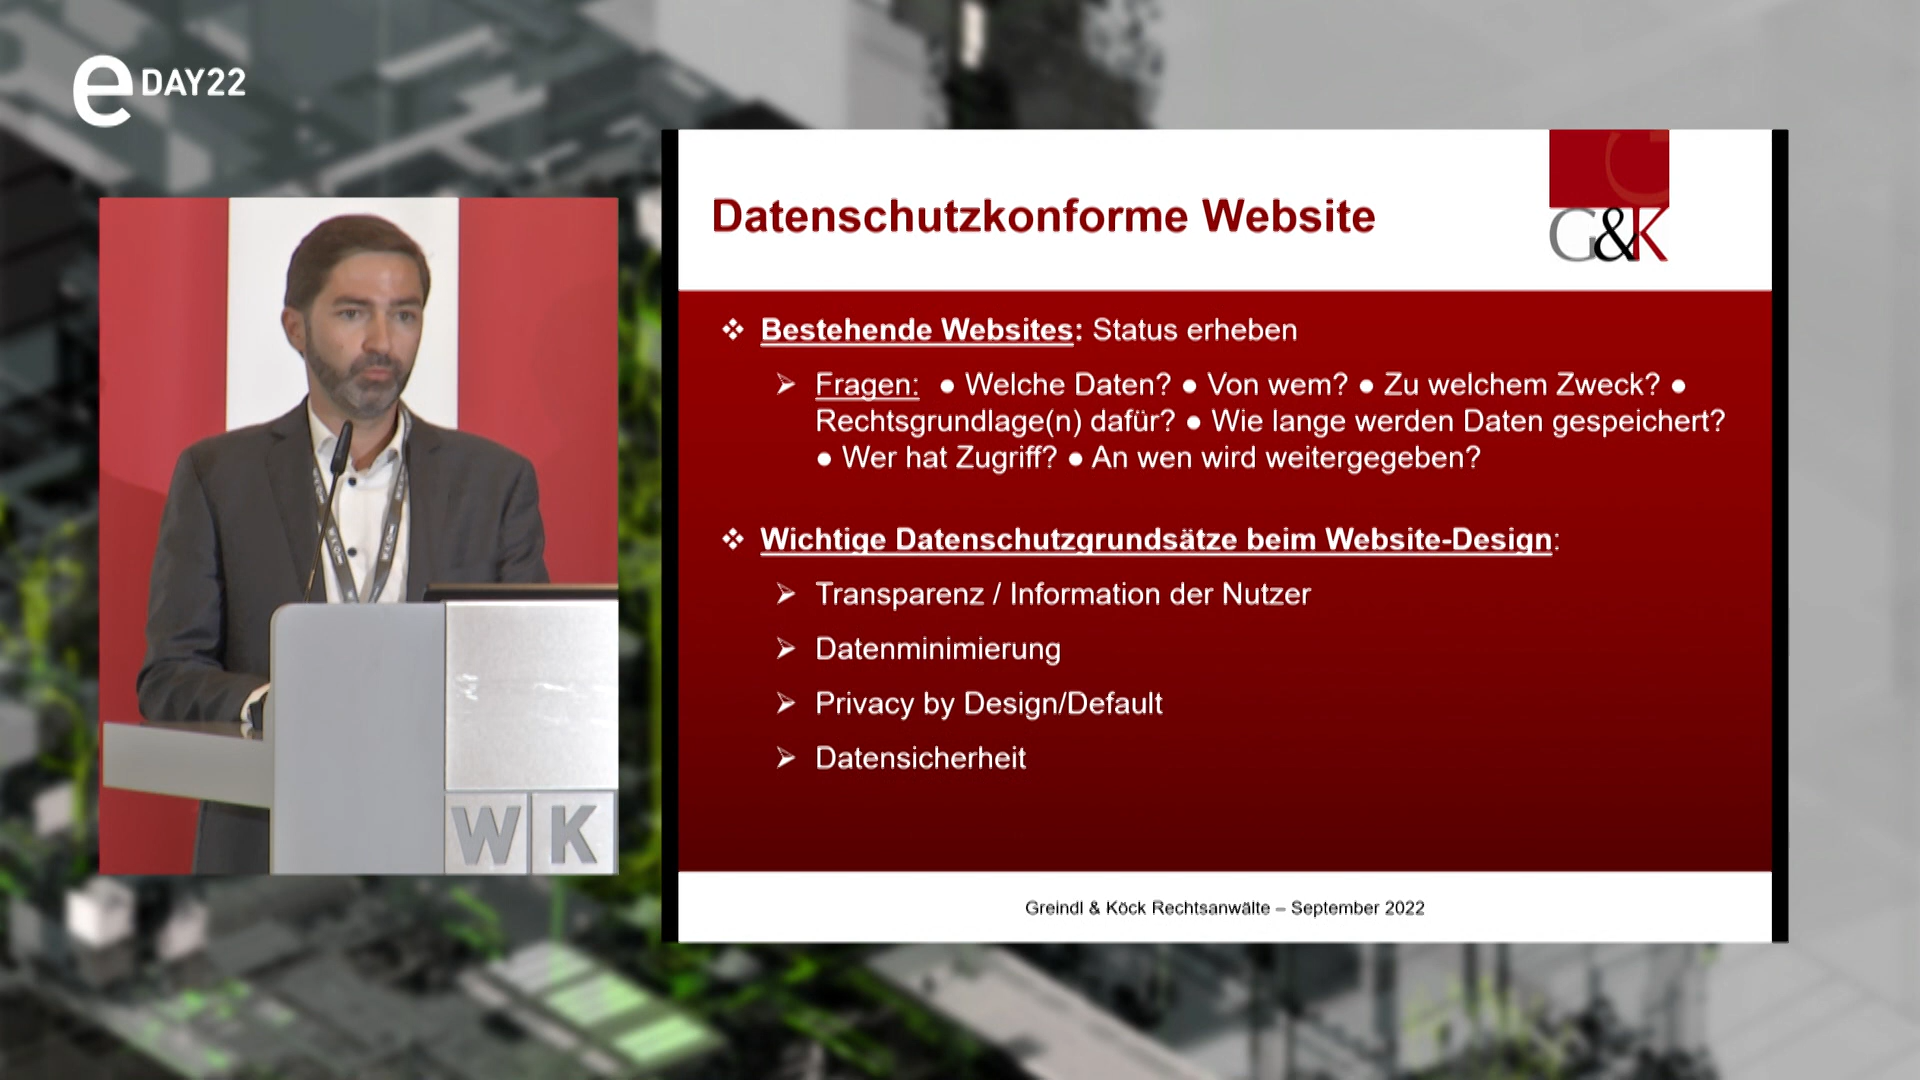 e DAY22
Datenschutzkonforme Website
G&K
❖ Bestehende Websites: Status erheben
➢ Fragen: ● Welche Daten? ● Von wem? ● Zu welchem Zweck? ●
Rechtsgrundlage(n) dafür? ● Wie lange werden Daten gespeichert?
● Wer hat Zugriff? ● An wen wird weitergegeben?
❖ Wichtige Datenschutzgrundsätze beim Website-Design:
➢ Transparenz / Information der Nutzer
➢ Datenminimierung
➢ Privacy by Design/Default
➢ Datensicherheit
Greindl & Köck Rechtsanwälte – September 2022
W K